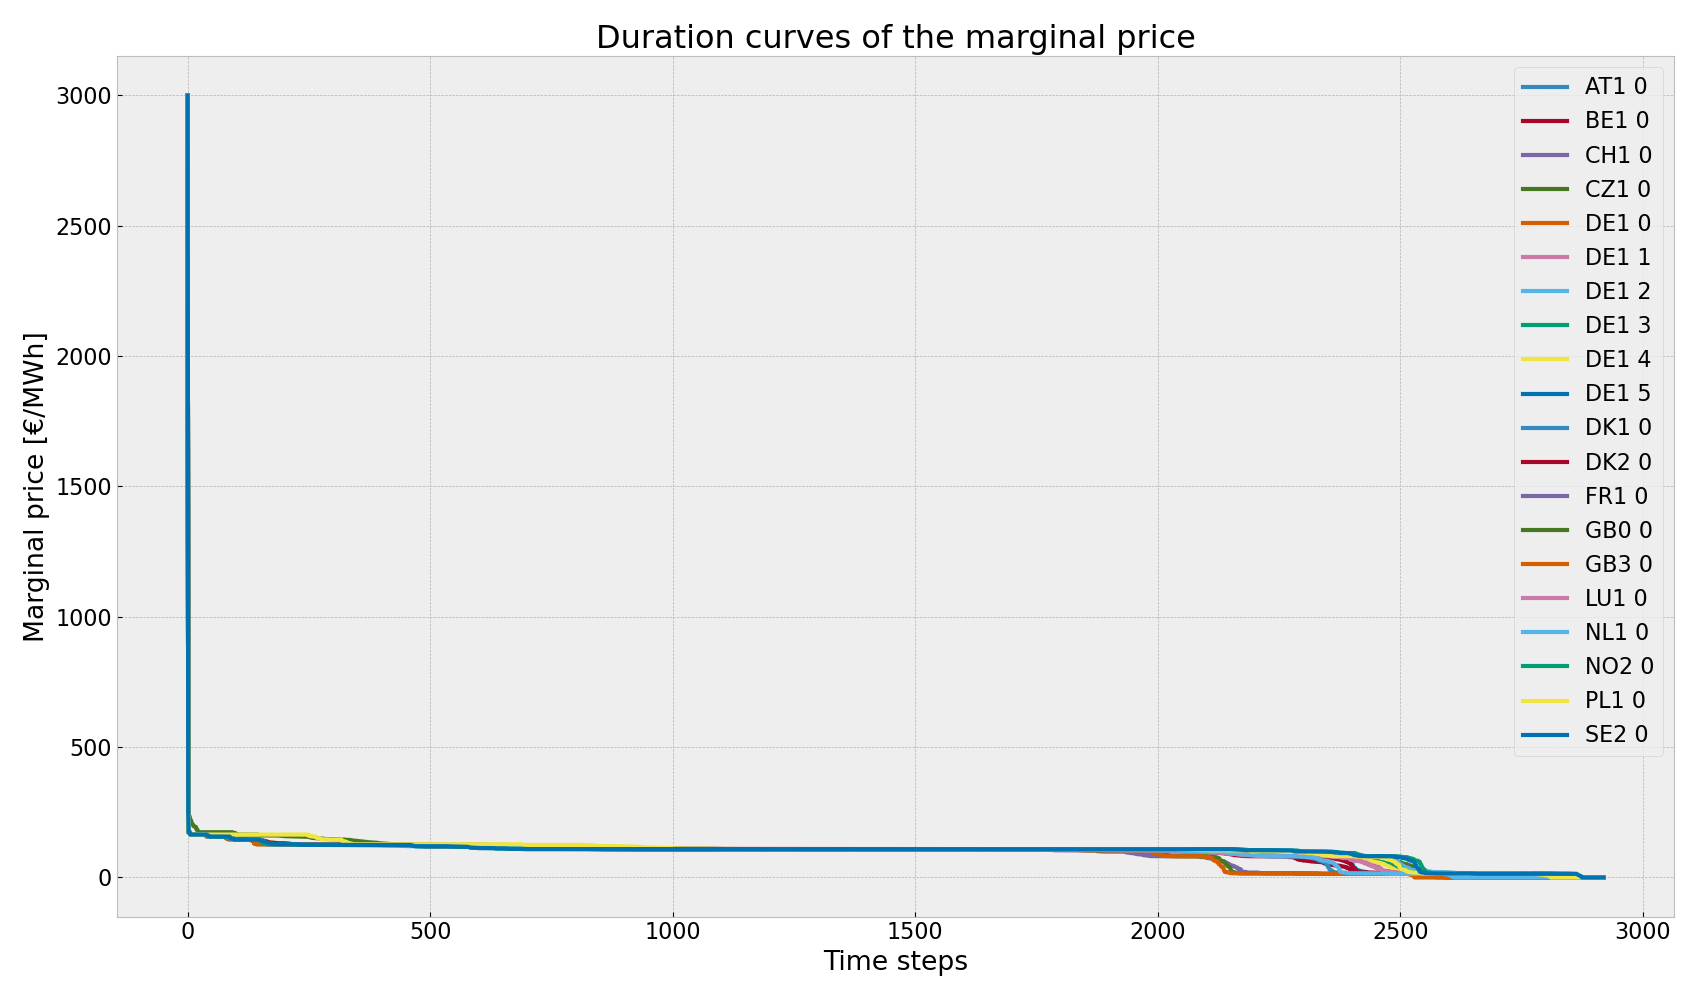 Duration curves of the marginal price
Marginal price [€/MWh]
3000
2500
2000
1500
1000
500
0
AT1 0
BE1 0
CH1 0
CZ1 0
DE1 0
DE1 1
DE1 2
DE1 3
DE1 4
DE1 5
DK1 0
DK2 0
FR1 0
GB0 0
GB3 0
LU1 0
NL1 0
NO2 0
PL1 0
SE2 0
0 500 1000 1500 2000 2500 3000
Time steps